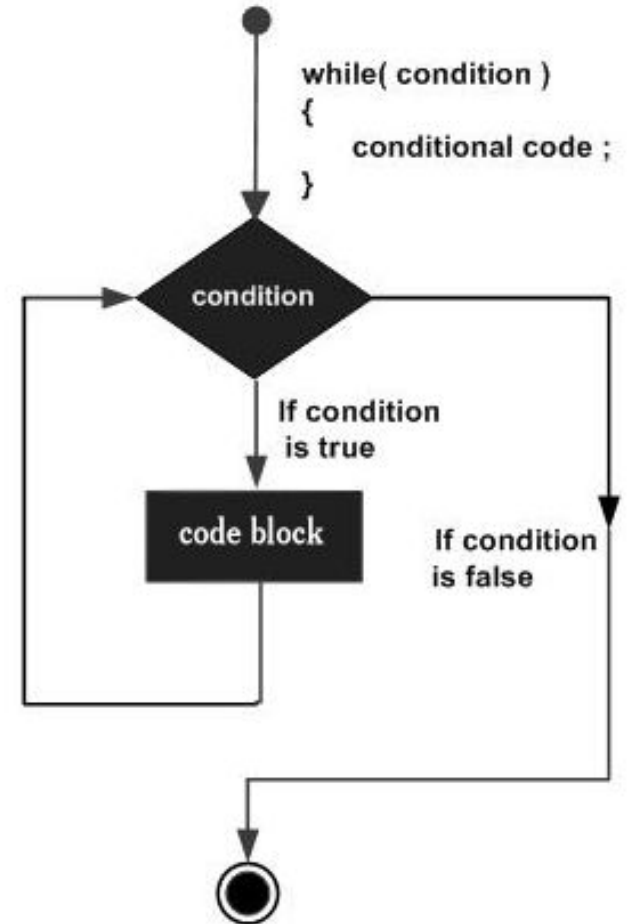 while( condition )
{
conditional code ;
}
condition
If condition
is true
code block
If condition
is false